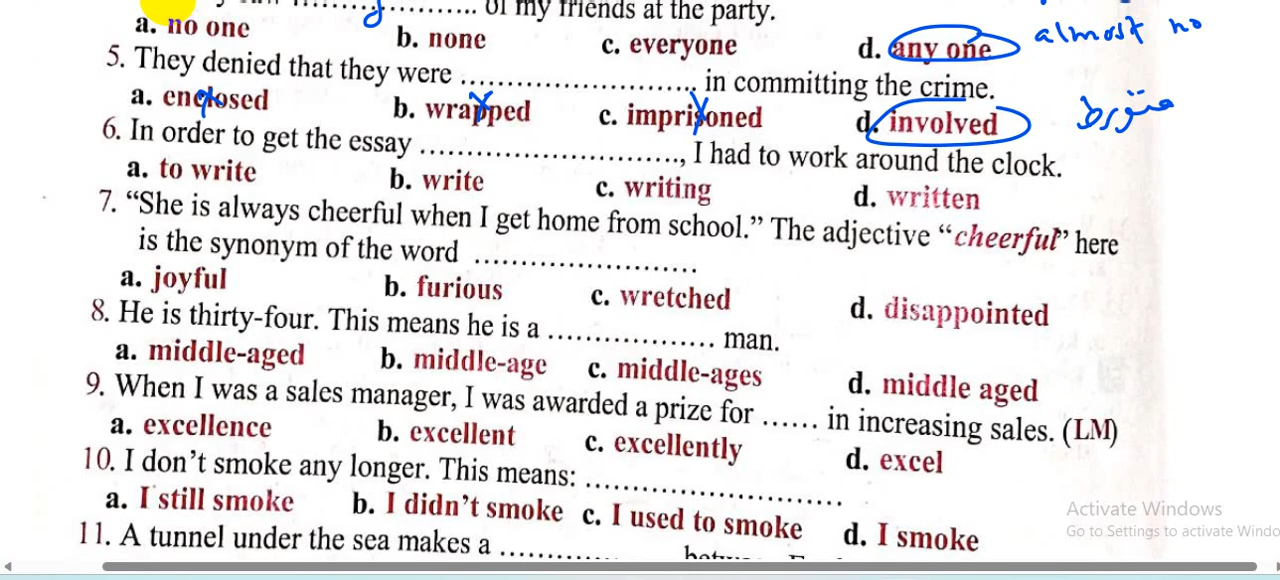 of my friends at the party.
a. no one b. none c. everyone d. any one almost no
5. They denied that they were ............................ in committing the crime.
a. enclosed b. wrapped c. imprisoned d. involved متورط
6. In order to get the essay ............................, I had to work around the clock.
a. to write b. write c. writing d. written
7. “She is always cheerful when I get home from school.” The adjective “cheerful” here
is the synonym of the word ........................
a. joyful b. furious c. wretched d. disappointed
8. He is thirty-four. This means he is a .................. man.
a. middle-aged b. middle-age c. middle-ages d. middle aged
9. When I was a sales manager, I was awarded a prize for ...... in increasing sales. (LM)
a. excellence b. excellent c. excellently d. excel
10. I don’t smoke any longer. This means: ............................
a. I still smoke b. I didn’t smoke c. I used to smoke d. I smoke
Activate Windows
Go to Settings to activate Windo
11. A tunnel under the sea makes a ..................